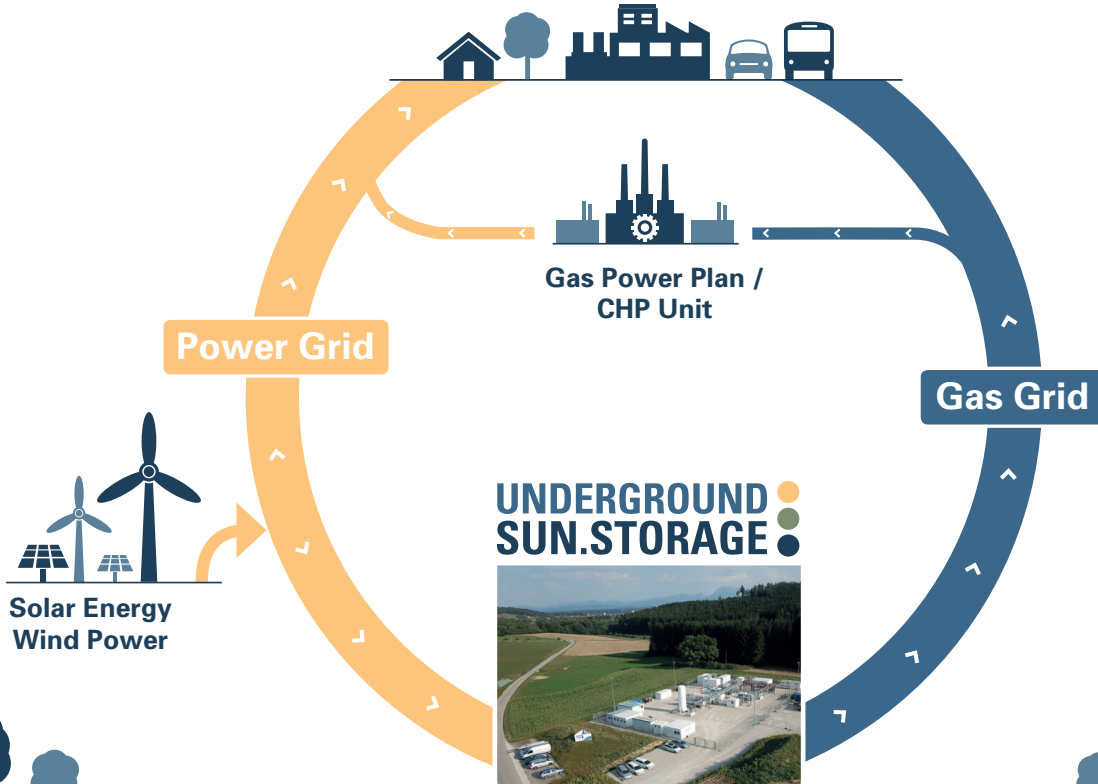 Gas Power Plan /
CHP Unit
Power Grid
Gas Grid
UNDERGROUND
SUN.STORAGE
Solar Energy
Wind Power